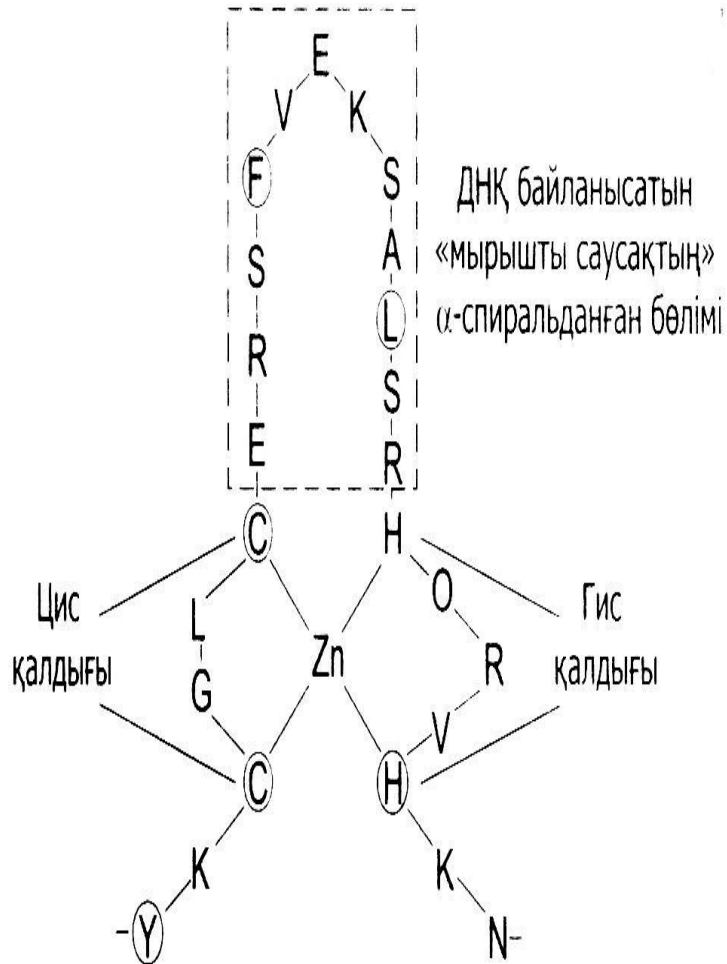 E
V K
F S
S A
R L
E S
R
C H
O
L
Zn R
G
V
C H
K K
-Y N-
ДНҚ байланысатын
«мырышты саусақтың»
α-спиральданған бөлімі
Цис
қалдығы
Гис
қалдығы